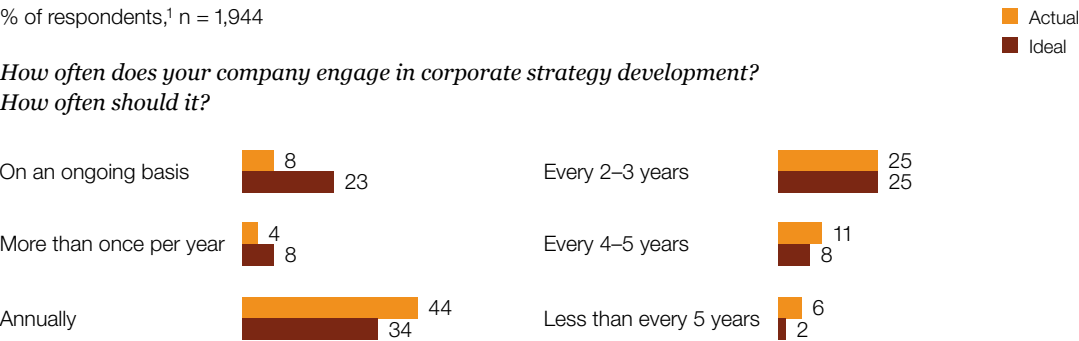 % of respondents,¹ n = 1,944
Actual
Ideal
How often does your company engage in corporate strategy development?
How often should it?
On an ongoing basis
8
23
More than once per year
4
8
Annually
44
34
Every 2–3 years
25
25
Every 4–5 years
11
8
Less than every 5 years
6
2